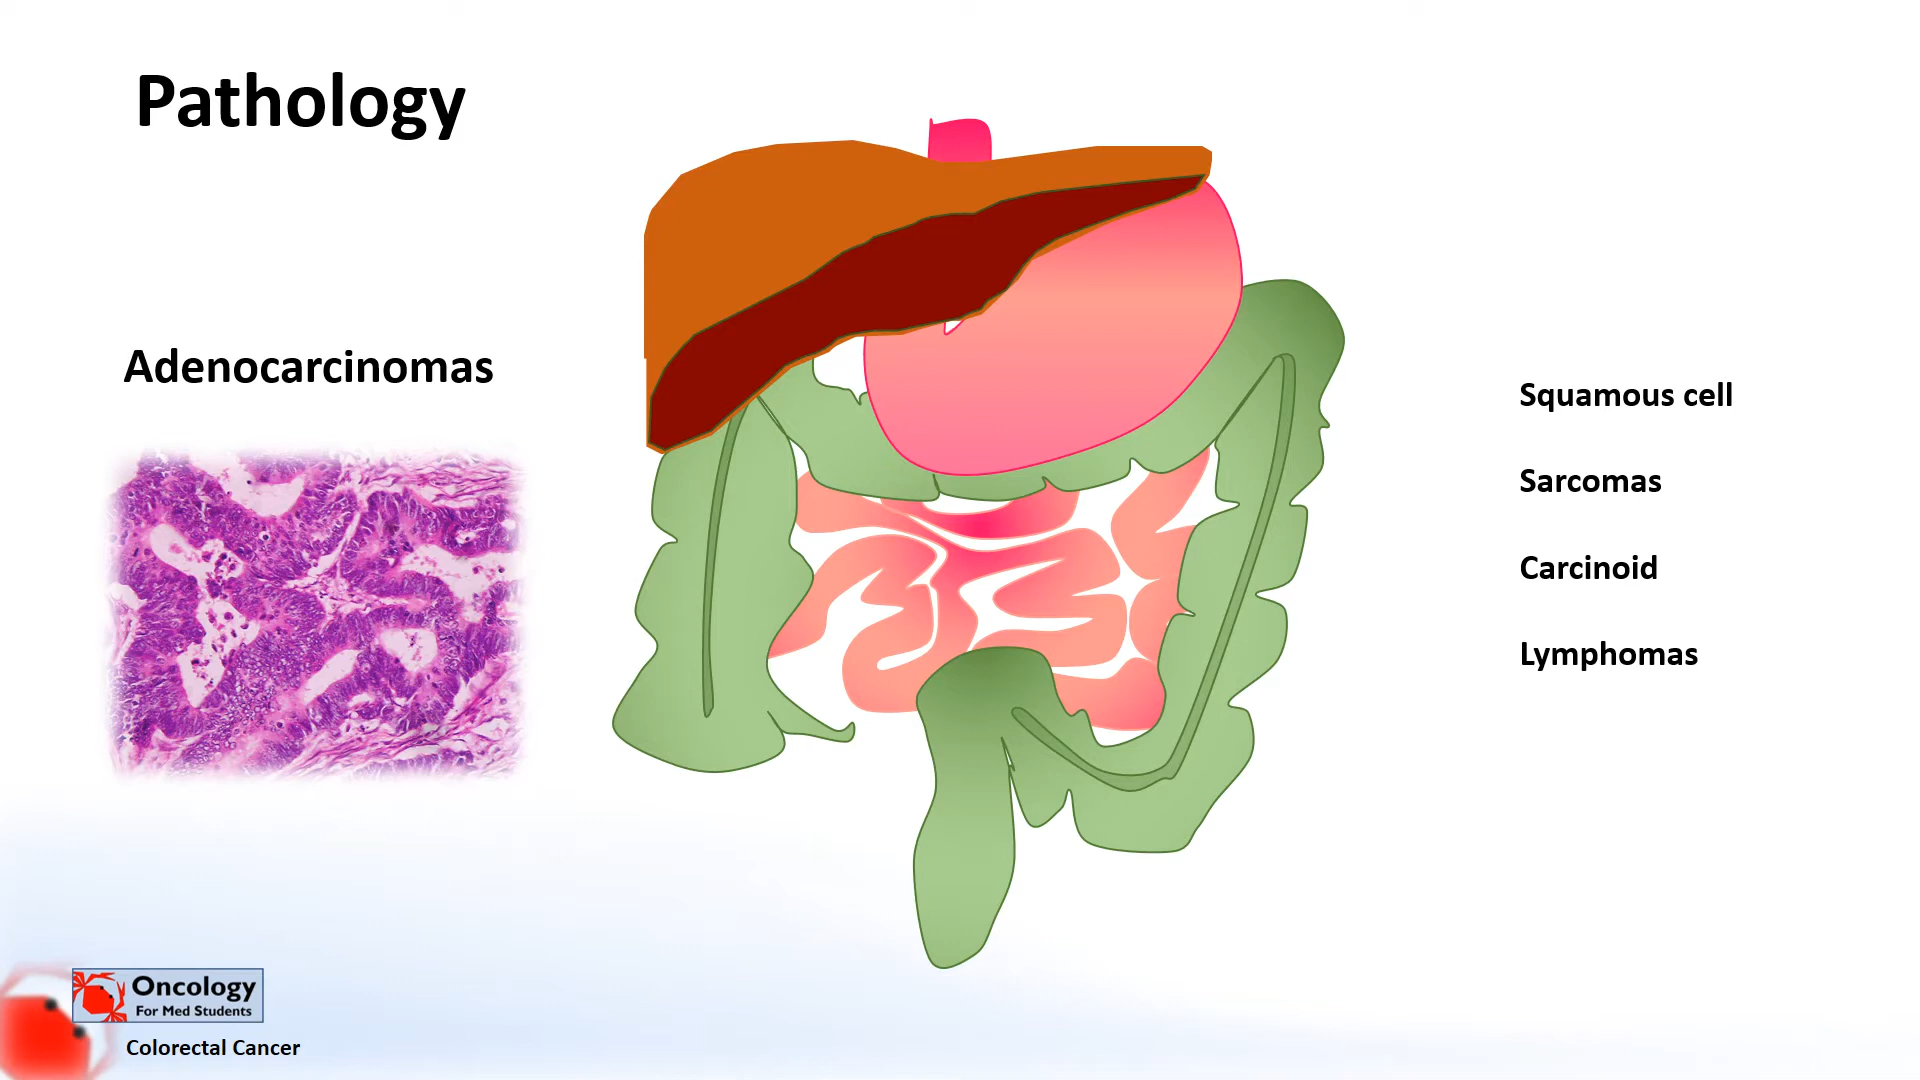 Pathology
Adenocarcinomas
Squamous cell
Sarcomas
Carcinoid
Lymphomas
Oncology
For Med Students
Colorectal Cancer